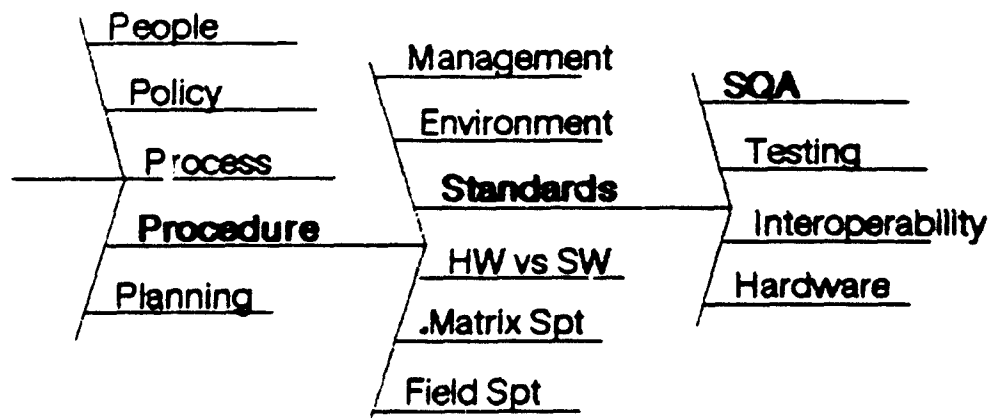 People
Policy
Process
Procedure
Planning
Management
Environment
Standards
HW vs SW
.Matrix Spt
Field Spt
SQA
Testing
Interoperability
Hardware